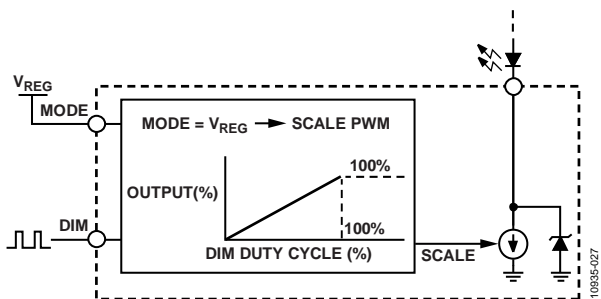 VREG
MODE
MODE = VREG → SCALE PWM
100%
OUTPUT(%)
DIM
100%
DIM DUTY CYCLE (%)
SCALE
10935-027